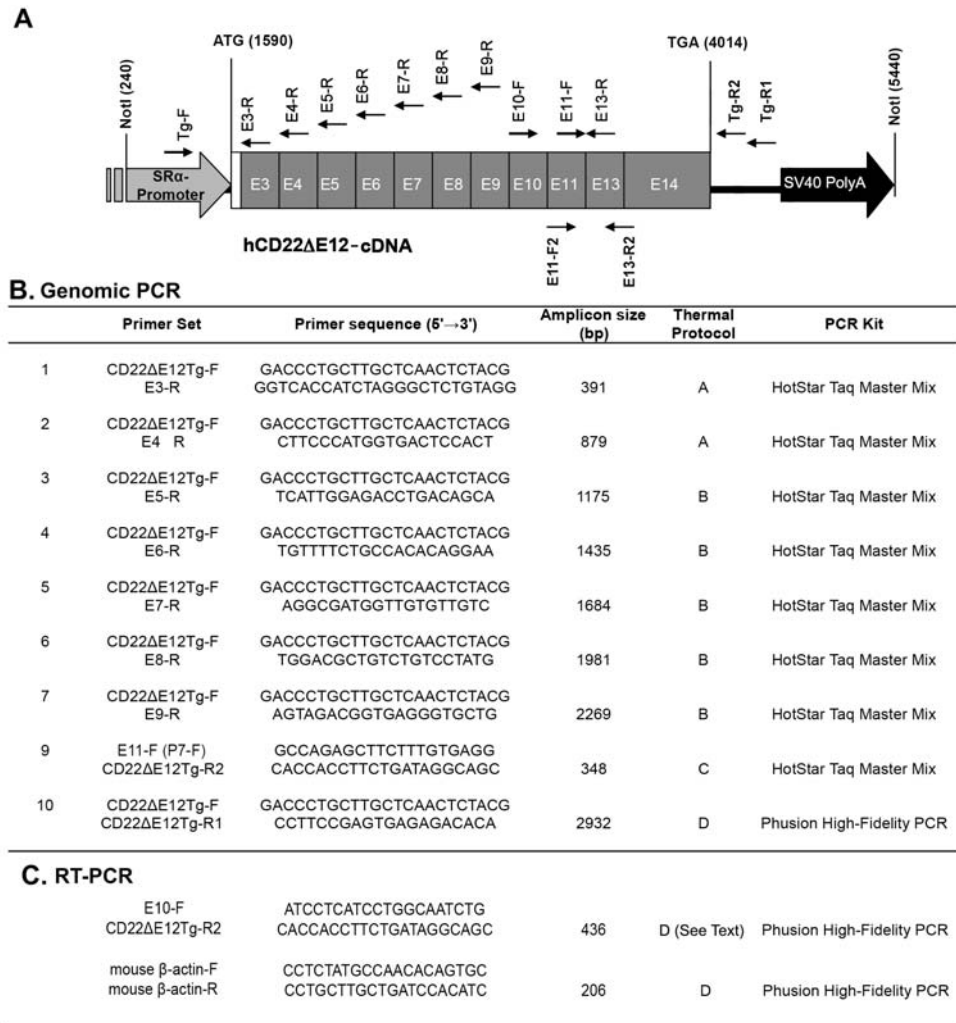 A
ATG (1590)
TGA (4014)
NotI (240)
Tg-F
E3-R
E4-R
E5-R
E6-R
E7-R
E8-R
E9-R
E10-F
E11-F
E13-R
Tg-R2
Tg-R1
NotI (5440)
SRα-
Promoter
E3 E4 E5 E6 E7 E8 E9 E10 E11 E13 E14
SV40 PolyA
hCD22ΔE12-cDNA
E11-F2
E13-R2
B. Genomic PCR
Primer Set Primer sequence (5'→3') Amplicon size (bp) Thermal Protocol PCR Kit
1 CD22ΔE12Tg-F GACCCTGCTTGCTCAACTCTACG
E3-R GGTCACCATCTAGGGCTCTGTAGG 391 A HotStar Taq Master Mix
2 CD22ΔE12Tg-F GACCCTGCTTGCTCAACTCTACG
E4 R CTTCCCATGGTGACTCCACT 879 A HotStar Taq Master Mix
3 CD22ΔE12Tg-F GACCCTGCTTGCTCAACTCTACG
E5-R TCATTGGAGACCTGACAGCA 1175 B HotStar Taq Master Mix
4 CD22ΔE12Tg-F GACCCTGCTTGCTCAACTCTACG
E6-R TGTTTTCTGCCACACAGGAA 1435 B HotStar Taq Master Mix
5 CD22ΔE12Tg-F GACCCTGCTTGCTCAACTCTACG
E7-R AGGCGATGGTTGTGTTGTC 1684 B HotStar Taq Master Mix
6 CD22ΔE12Tg-F GACCCTGCTTGCTCAACTCTACG
E8-R TGGACGCTGTCTGTCCTATG 1981 B HotStar Taq Master Mix
7 CD22ΔE12Tg-F GACCCTGCTTGCTCAACTCTACG
E9-R AGTAGACGGTGAGGGTGCTG 2269 B HotStar Taq Master Mix
9 E11-F (P7-F) GCCAGAGCTTCTTTGTGAGG
CD22ΔE12Tg-R2 CACCACCTTCTGATAGGCAGC 348 C HotStar Taq Master Mix
10 CD22ΔE12Tg-F GACCCTGCTTGCTCAACTCTACG
CD22ΔE12Tg-R1 CCTTCCGAGTGAGAGACACA 2932 D Phusion High-Fidelity PCR
C. RT-PCR
E10-F ATCCTCATCCTGGCAATCTG
CD22ΔE12Tg-R2 CACCACCTTCTGATAGGCAGC 436 D (See Text) Phusion High-Fidelity PCR
mouse β-actin-F CCTCTATGCCAACACAGTGC
mouse β-actin-R CCTGCTTGCTGATCCACATC 206 D Phusion High-Fidelity PCR